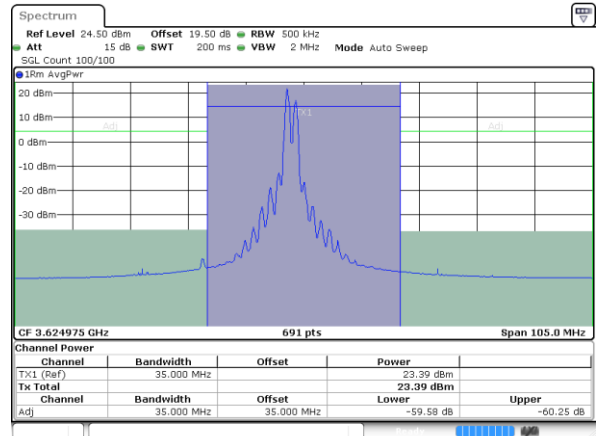 Spectrum
Ref Level 24.50 dBm Offset 19.50 dB RBW 500 kHz
Att 15 dB SWT 200 ms VBW 2 MHz Mode Auto Sweep
SGL Count 100/100
1Rm AvgPwr
20 dBm
10 dBm
Adj TX1 Adj
0 dBm
-10 dBm
-20 dBm
-30 dBm
CF 3.624975 GHz 691 pts Span 105.0 MHz
Channel Power
Channel Bandwidth Offset Power
TX1 (Ref) 35.000 MHz 23.39 dBm
Tx Total 23.39 dBm
Channel Bandwidth Offset Lower Upper
Adj 35.000 MHz 35.000 MHz -59.58 dB -60.25 dB